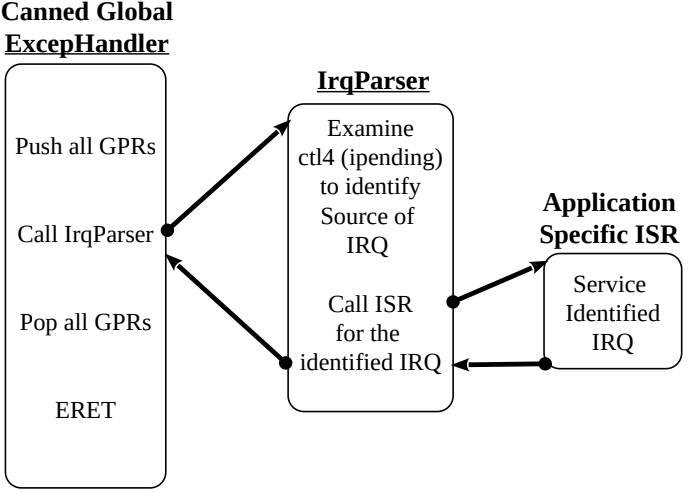 Canned Global
ExcepHandler
Push all GPRs
Call IrqParser
Pop all GPRs
ERET
IrqParser
Examine
ctl4 (ipending)
to identify
Source of
IRQ
Call ISR
for the
identified IRQ
Application
Specific ISR
Service
Identified
IRQ